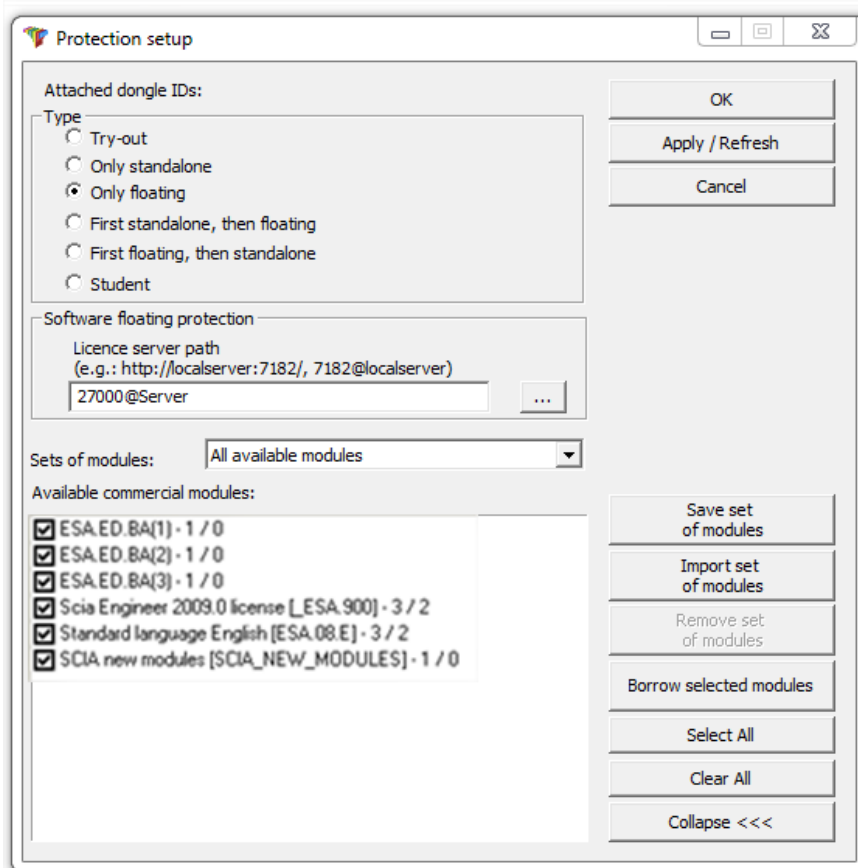 Protection setup
Attached dongle IDs:
Type
Try-out
Only standalone
Only floating
First standalone, then floating
First floating, then standalone
Student
OK
Apply / Refresh
Cancel
Software floating protection
Licence server path
(e.g.: http://localserver:7182/, 7182@localserver)
27000@Server
...
Sets of modules:
All available modules
Available commercial modules:
ESA.ED.BA(1) - 1 / 0
ESA.ED.BA(2) - 1 / 0
ESA.ED.BA(3) - 1 / 0
Scia Engineer 2009.0 license [_ESA.900] - 3 / 2
Standard language English [ESA.08.E] - 3 / 2
SCIA new modules [SCIA_NEW_MODULES] - 1 / 0
Save set
of modules
Import set
of modules
Remove set
of modules
Borrow selected modules
Select All
Clear All
Collapse <<<